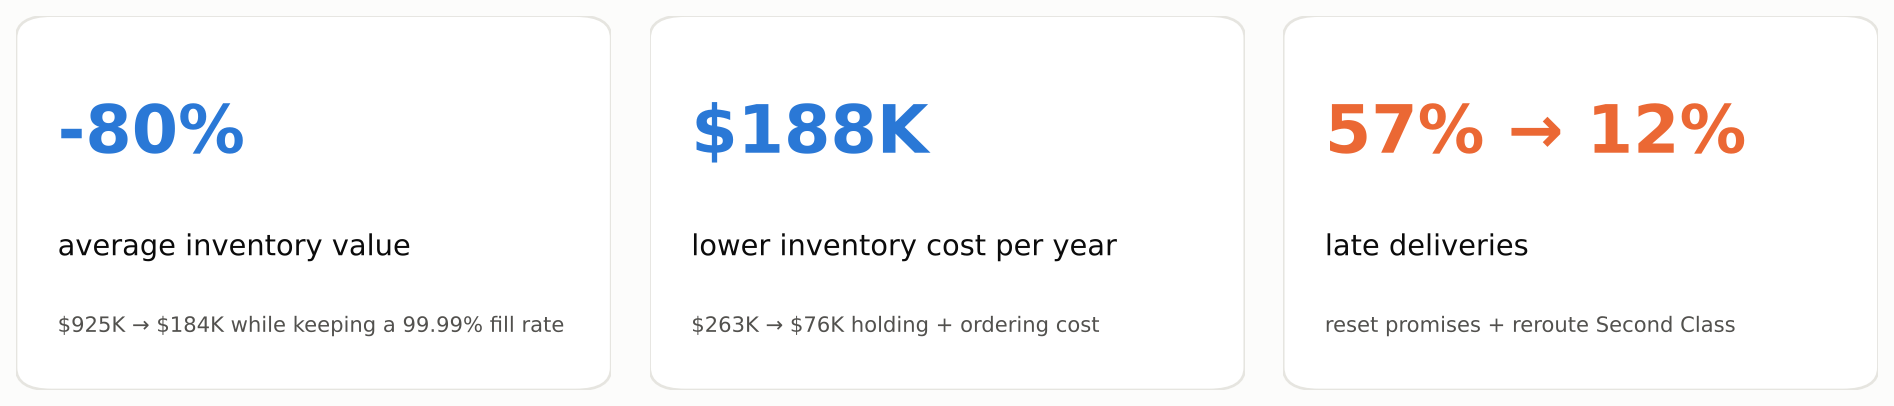 -80%
average inventory value
$925K → $184K while keeping a 99.99% fill rate
$188K
lower inventory cost per year
$263K → $76K holding + ordering cost
57% → 12%
late deliveries
reset promises + reroute Second Class